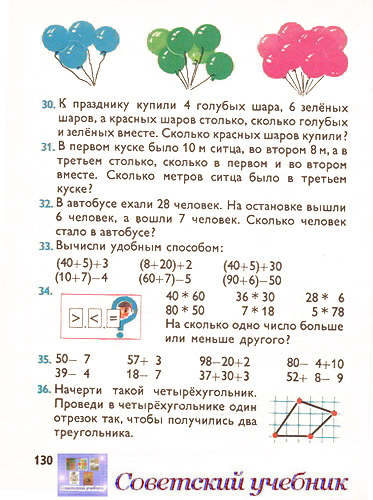 30. К празднику купили 4 голубых шара, 6 зелёных
шаров, а красных шаров столько, сколько голубых
и зелёных вместе. Сколько красных шаров купили?
31. В первом куске было 10 м ситца, во втором 8 м, а в
третьем столько, сколько в первом и во втором
вместе. Сколько метров ситца было в третьем
куске?
32. В автобусе ехали 28 человек. На остановке вышли
6 человек, а вошли 7 человек. Сколько человек
стало в автобусе?
33. Вычисли удобным способом:
(40+5)+3 (8+20)+2 (40+5)+30
(10+7)-4 (60+7)-5 (90+6)-50
34. > < = ?
40 * 60 36 * 30 28 * 6
80 * 50 7 * 18 5 * 78
На сколько одно число больше
или меньше другого?
35. 50- 7 57+ 3 98-20+2 80- 4+10
39- 4 18- 7 37+30+3 52+ 8- 9
36. Начерти такой четырёхугольник.
Проведи в четырёхугольнике один
отрезок так, чтобы получились два
треугольника.
130
Советский учебник